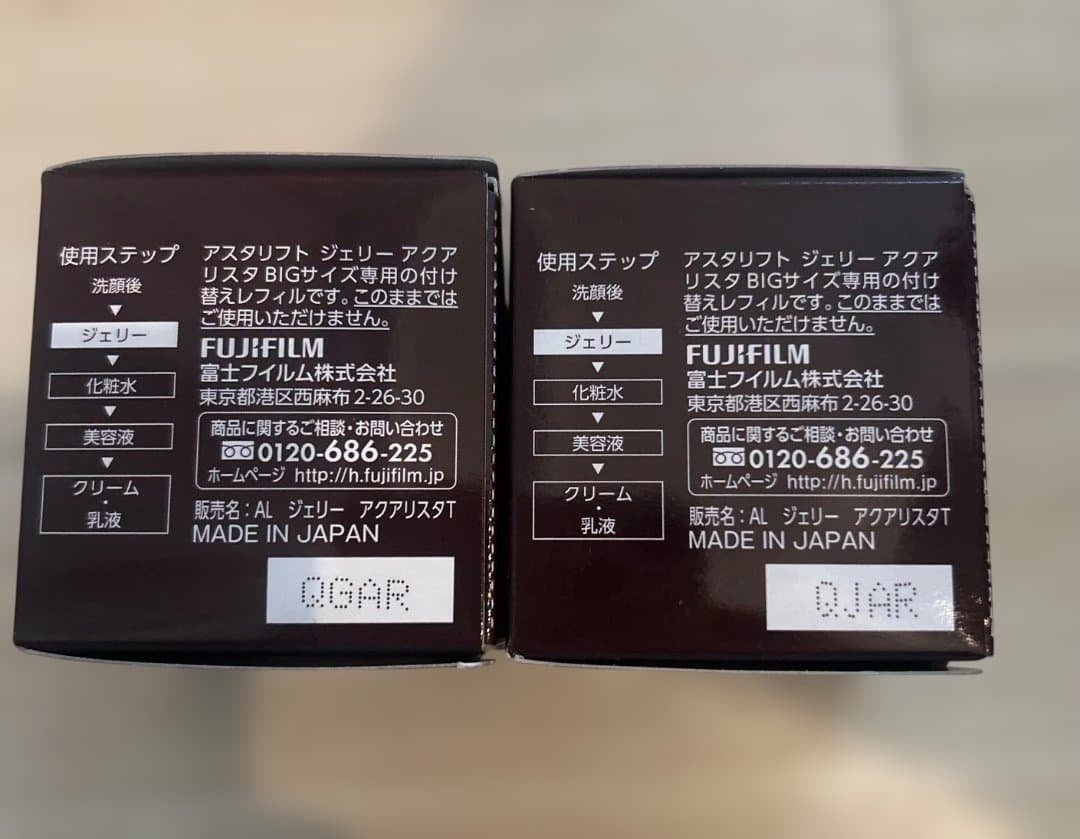 使用ステップ
洗顔後
▼
ジェリー
▼
化粧水
▼
美容液
▼
クリーム
・
乳液
アスタリフト ジェリー アクア
リスタ BIGサイズ専用の付け
替えレフィルです。このままでは
ご使用いただけません。
FUJIFILM
富士フイルム株式会社
東京都港区西麻布2-26-30
商品に関するご相談・お問い合わせ
0120-686-225
ホームページ http://h.fujifilm.jp
販売名：AL ジェリー アクアリスタT
MADE IN JAPAN
QGAR
使用ステップ
洗顔後
▼
ジェリー
▼
化粧水
▼
美容液
▼
クリーム
・
乳液
アスタリフト ジェリー アクア
リスタ BIGサイズ専用の付け
替えレフィルです。このままでは
ご使用いただけません。
FUJIFILM
富士フイルム株式会社
東京都港区西麻布2-26-30
商品に関するご相談・お問い合わせ
0120-686-225
ホームページ http://h.fujifilm.jp
販売名：AL ジェリー アクアリスタT
MADE IN JAPAN
QJAR